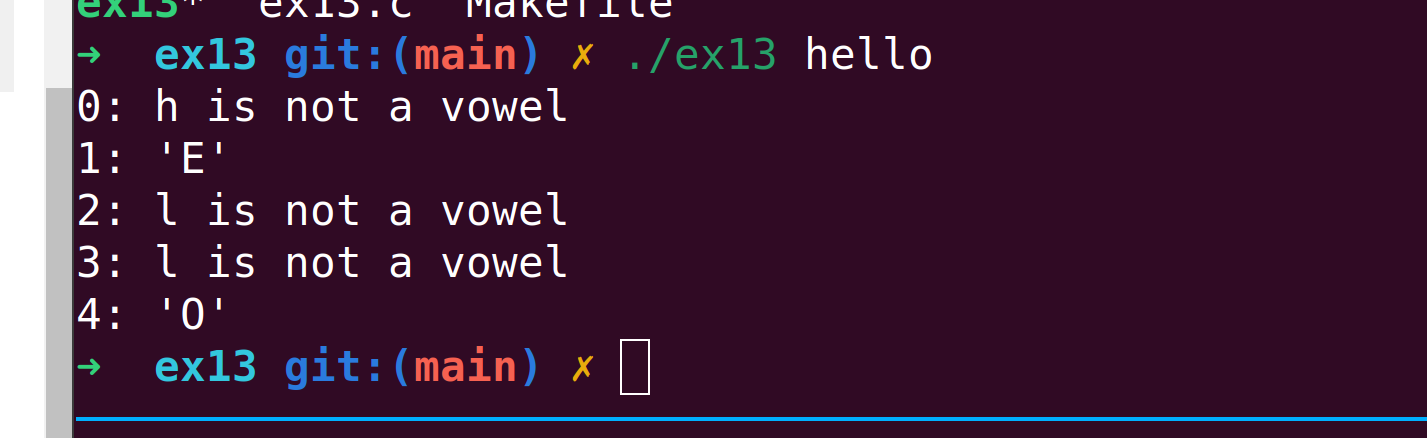 ex13* ex13.c Makefile
➜ ex13 git:(main) ✗ ./ex13 hello
0: h is not a vowel
1: 'E'
2: l is not a vowel
3: l is not a vowel
4: 'O'
➜ ex13 git:(main) ✗